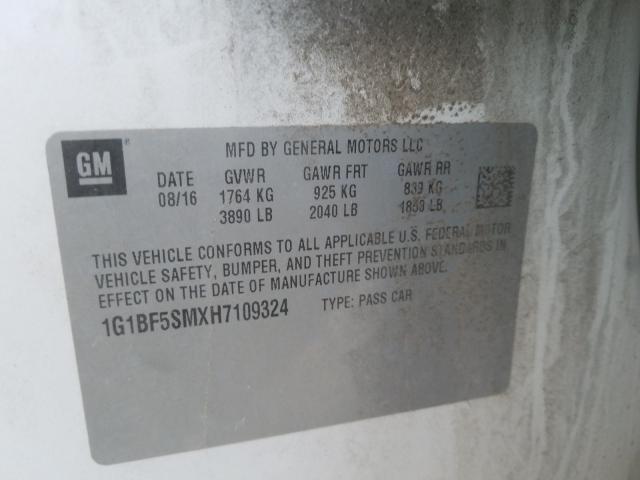 GM
MFD BY GENERAL MOTORS LLC
DATE GVWR GAWR FRT GAWR RR
08/16 1764 KG 925 KG 839 KG
3890 LB 2040 LB 1850 LB
THIS VEHICLE CONFORMS TO ALL APPLICABLE U.S. FEDERAL MOTOR
VEHICLE SAFETY, BUMPER, AND THEFT PREVENTION STANDARDS IN
EFFECT ON THE DATE OF MANUFACTURE SHOWN ABOVE.
1G1BF5SMXH7109324 TYPE: PASS CAR